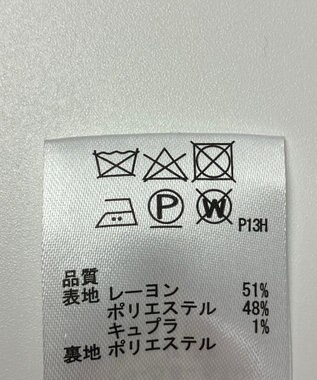 P W P13H
品質
表地 レーヨン 51%
ポリエステル 48%
キュプラ 1%
裏地 ポリエステル